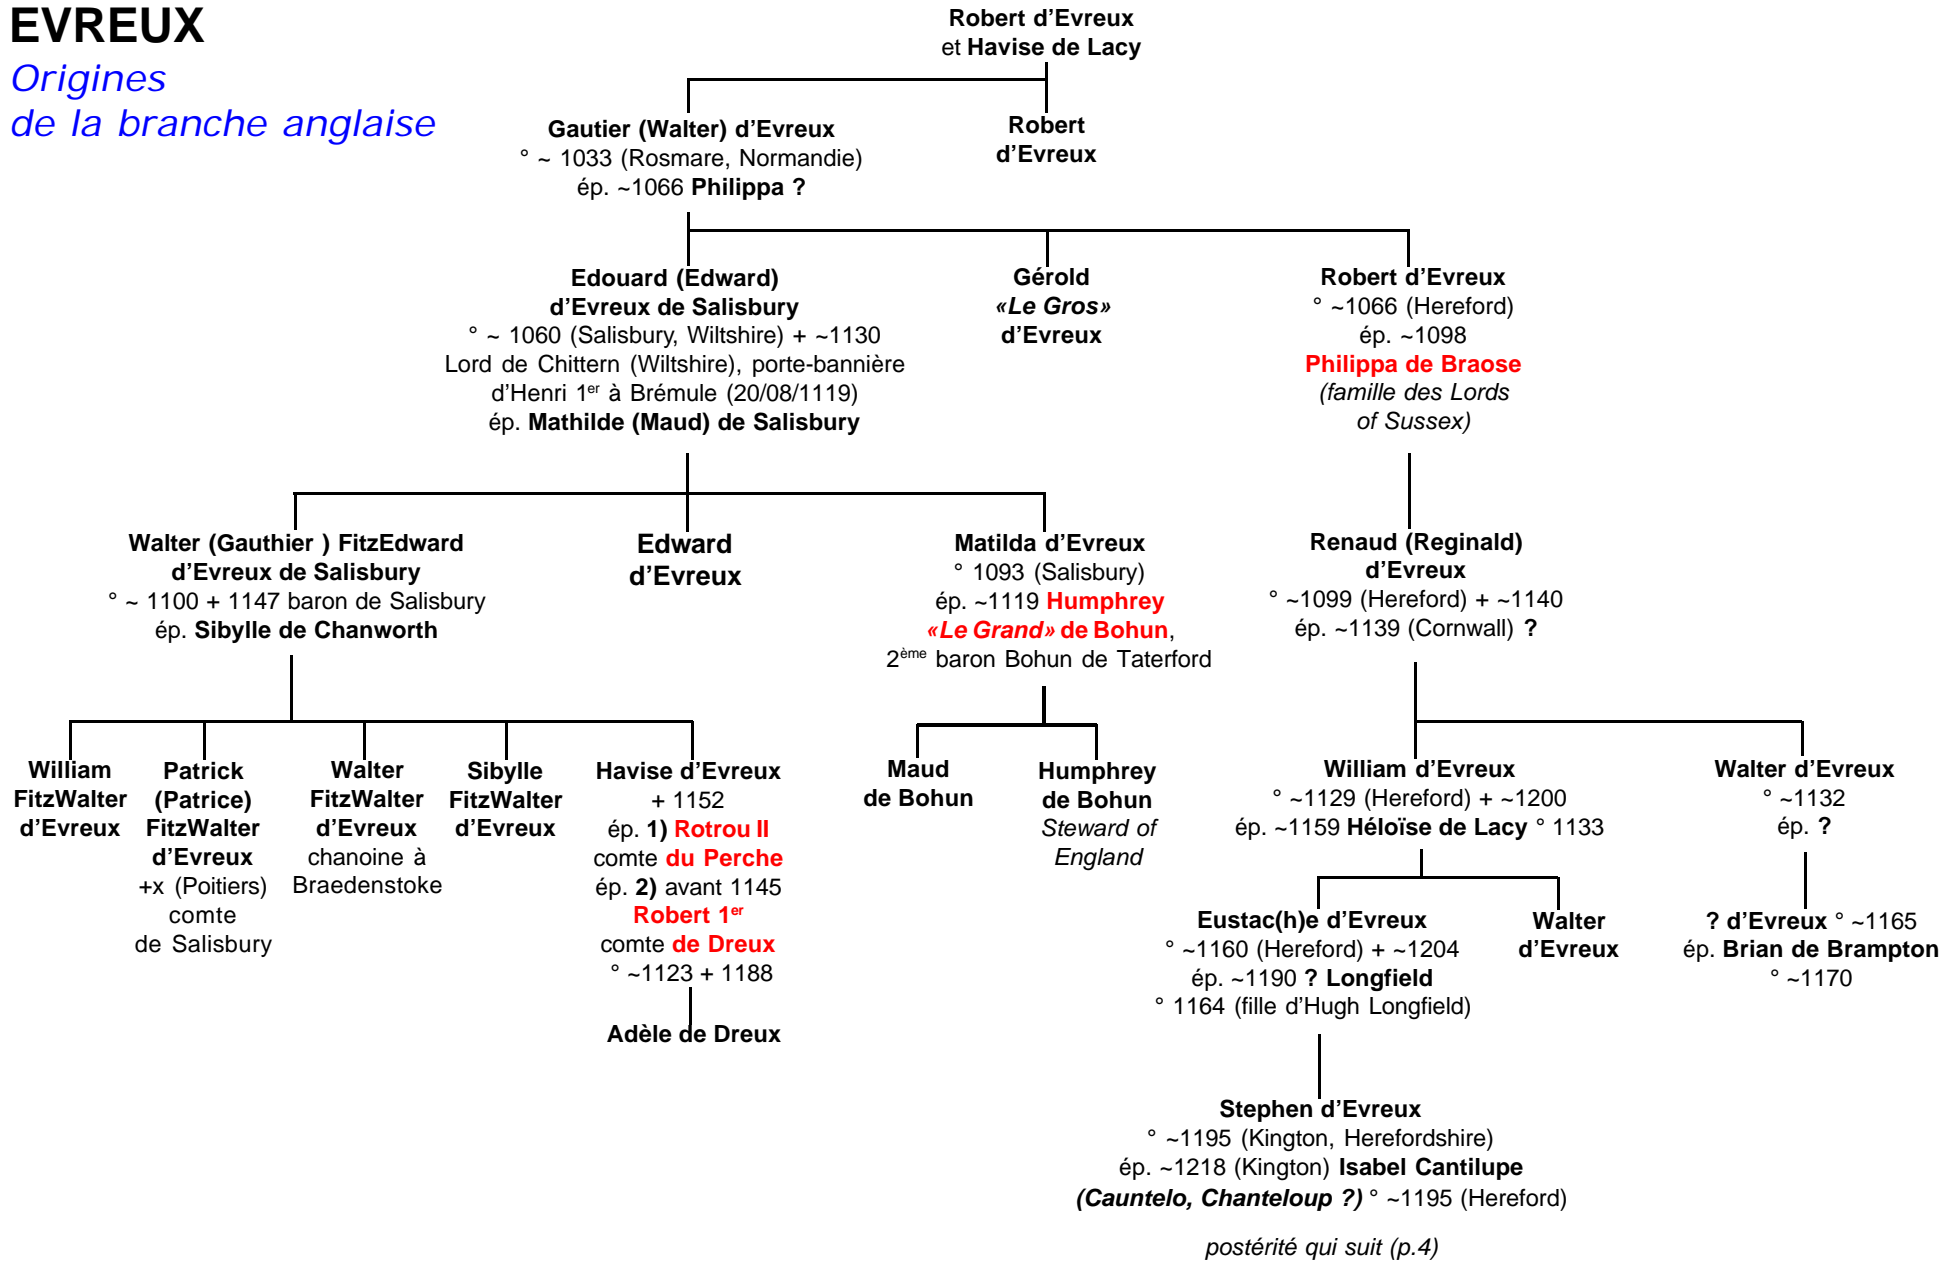 EVREUX
Origines
de la branche anglaise
Robert d'Evreux
et Havise de Lacy
Gautier (Walter) d'Evreux
° ~ 1033 (Rosmare, Normandie)
ép. ~1066 Philippa ?
Robert
d'Evreux
Edouard (Edward)
d'Evreux de Salisbury
° ~ 1060 (Salisbury, Wiltshire) + ~1130
Lord de Chittern (Wiltshire), porte-bannière
d'Henri 1er à Brémule (20/08/1119)
ép. Mathilde (Maud) de Salisbury
Gérold
«Le Gros»
d'Evreux
Robert d'Evreux
° ~1066 (Hereford)
ép. ~1098
Philippa de Braose
(famille des Lords
of Sussex)
Walter (Gauthier ) FitzEdward
d'Evreux de Salisbury
° ~ 1100 + 1147 baron de Salisbury
ép. Sibylle de Chanworth
Edward
d'Evreux
Matilda d'Evreux
° 1093 (Salisbury)
ép. ~1119 Humphrey
«Le Grand» de Bohun,
2ème baron Bohun de Taterford
Renaud (Reginald)
d'Evreux
° ~1099 (Hereford) + ~1140
ép. ~1139 (Cornwall) ?
William
FitzWalter
d'Evreux
Patrick
(Patrice)
FitzWalter
d'Evreux
+x (Poitiers)
comte
de Salisbury
Walter
FitzWalter
d'Evreux
chanoine à
Braedenstoke
Sibylle
FitzWalter
d'Evreux
Havise d'Evreux
+ 1152
ép. 1) Rotrou II
comte du Perche
ép. 2) avant 1145
Robert 1er
comte de Dreux
° ~1123 + 1188
Adèle de Dreux
Maud
de Bohun
Humphrey
de Bohun
Steward of
England
William d'Evreux
° ~1129 (Hereford) + ~1200
ép. ~1159 Héloïse de Lacy ° 1133
Walter d'Evreux
° ~1132
ép. ?
Eustac(h)e d'Evreux
° ~1160 (Hereford) + ~1204
ép. ~1190 ? Longfield
° 1164 (fille d'Hugh Longfield)
Walter
d'Evreux
? d'Evreux ° ~1165
ép. Brian de Brampton
° ~1170
Stephen d'Evreux
° ~1195 (Kington, Herefordshire)
ép. ~1218 (Kington) Isabel Cantilupe
(Cauntelo, Chanteloup ?) ° ~1195 (Hereford)
postérité qui suit (p.4)